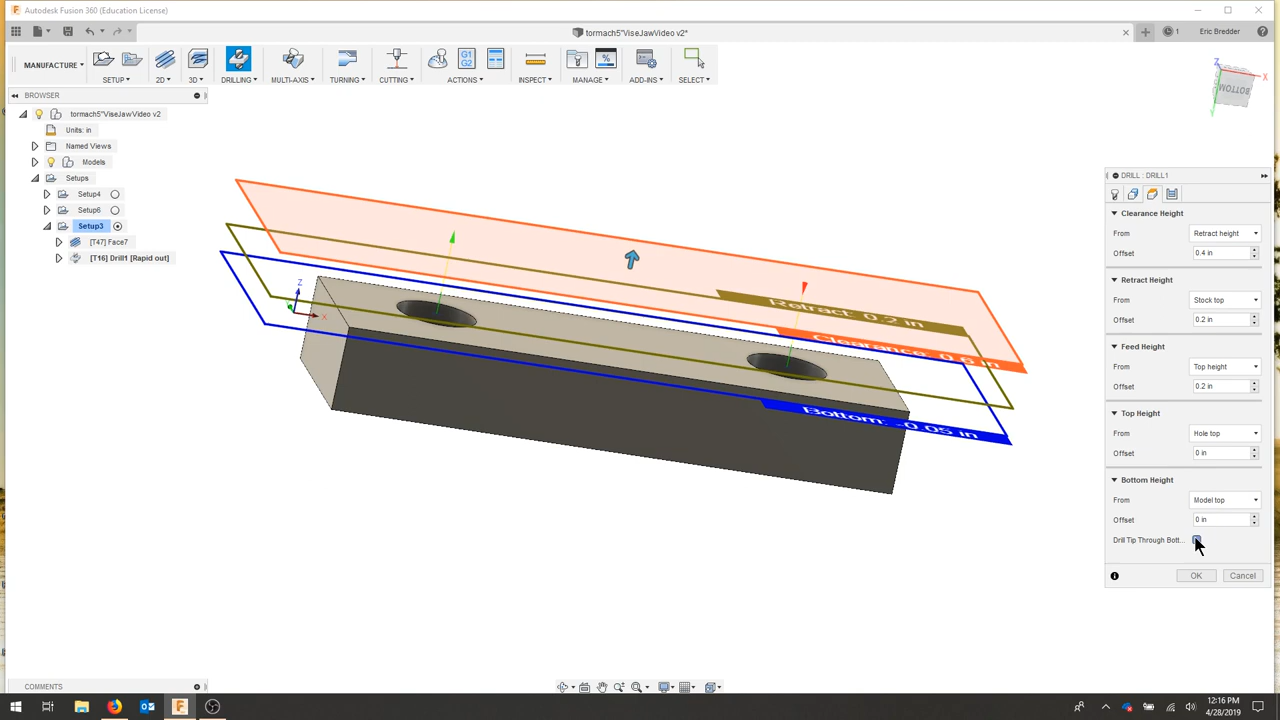 Autodesk Fusion 360 (Education License)
tormach5"ViseJawVideo v2*
Eric Bredder
MANUFACTURE
SETUP
2D
3D
DRILLING
MULTI-AXIS
TURNING
CUTTING
G1
G2
ACTIONS
INSPECT
MANAGE
ADD-INS
SELECT
BROWSER
tormach5"ViseJawVideo v2
Units: in
Named Views
Models
Setups
Setup4
Setup6
Setup3
[T47] Face7
[T16] Drill1 [Rapid out]
Z
X
Y
BOTTOM
Z
X
Retract: 0.2 in
Clearance: 0.6 in
Bottom: -0.05 in
DRILL : DRILL1
Clearance Height
From Retract height
Offset 0.4 in
Retract Height
From Stock top
Offset 0.2 in
Feed Height
From Top height
Offset 0.2 in
Top Height
From Hole top
Offset 0 in
Bottom Height
From Model top
Offset 0 in
Drill Tip Through Bott...
OK Cancel
COMMENTS
12:16 PM
4/28/2019